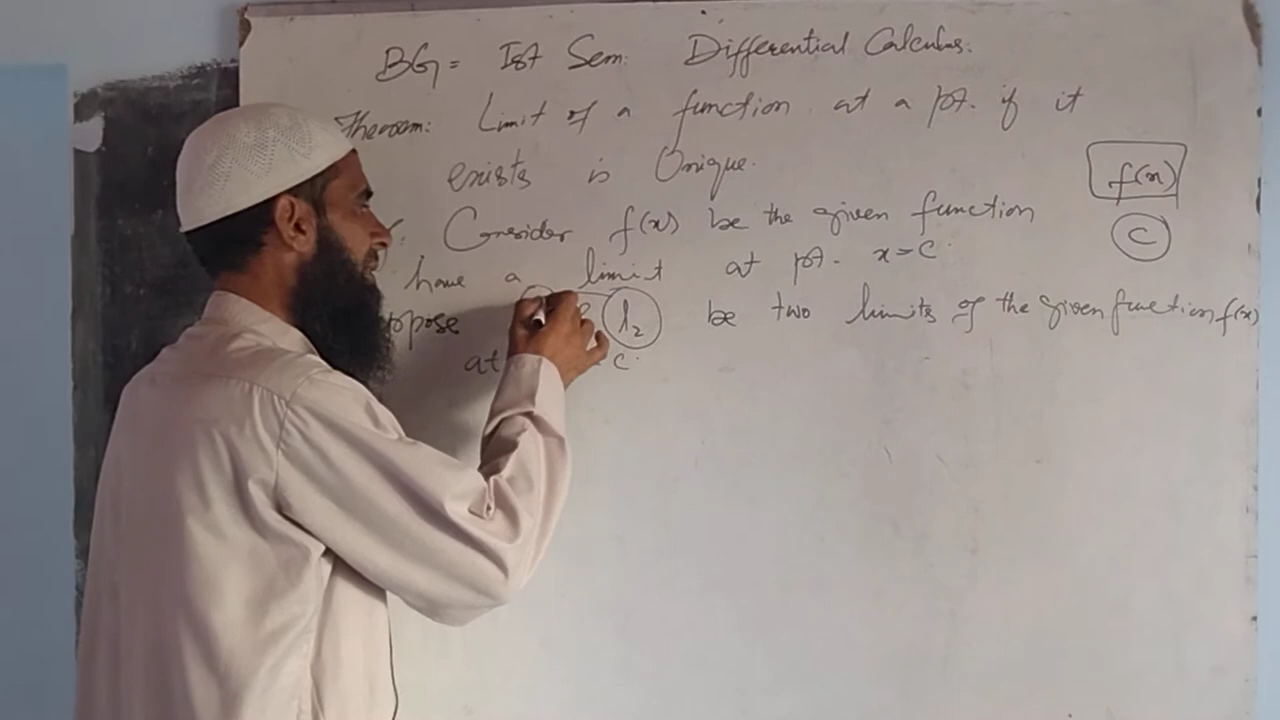 BG = Ist Sem: Differential Calculus.
Theorem: Limit of a function at a pt. if it
exists is Unique.
f(x)
: Consider f(x) be the given function
C
have a limit at pt. x=c.
l2 be two limits of the given function f(x)
at c.